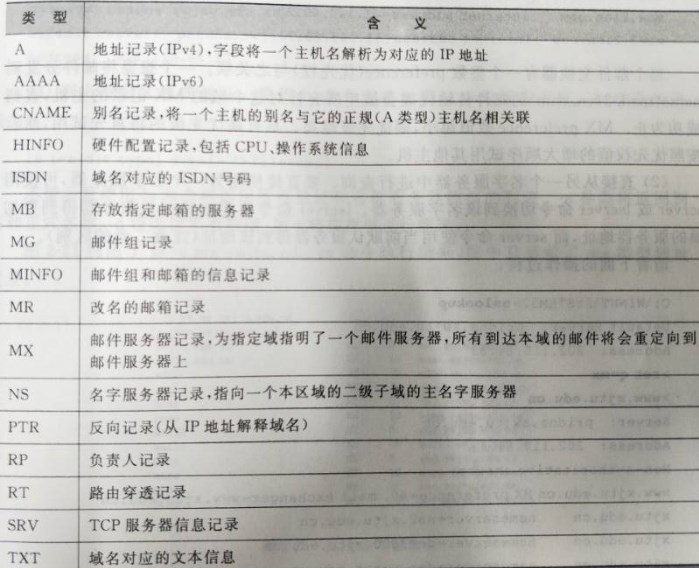 类 型 含 义
A 地址记录(IPv4),字段将一个主机名解析为对应的 IP 地址
AAAA 地址记录(IPv6)
CNAME 别名记录,将一个主机的别名与它的正规(A 类型)主机名相关联
HINFO 硬件配置记录,包括 CPU、操作系统信息
ISDN 域名对应的 ISDN 号码
MB 存放指定邮箱的服务器
MG 邮件组记录
MINFO 邮件组和邮箱的信息记录
MR 改名的邮箱记录
MX 邮件服务器记录,为指定域指明了一个邮件服务器,所有到达本域的邮件将会重定向到
邮件服务器上
NS 名字服务器记录,指向一个本区域的二级子域的主名字服务器
PTR 反向记录(从 IP 地址解释域名)
RP 负责人记录
RT 路由穿透记录
SRV TCP 服务器信息记录
TXT 域名对应的文本信息